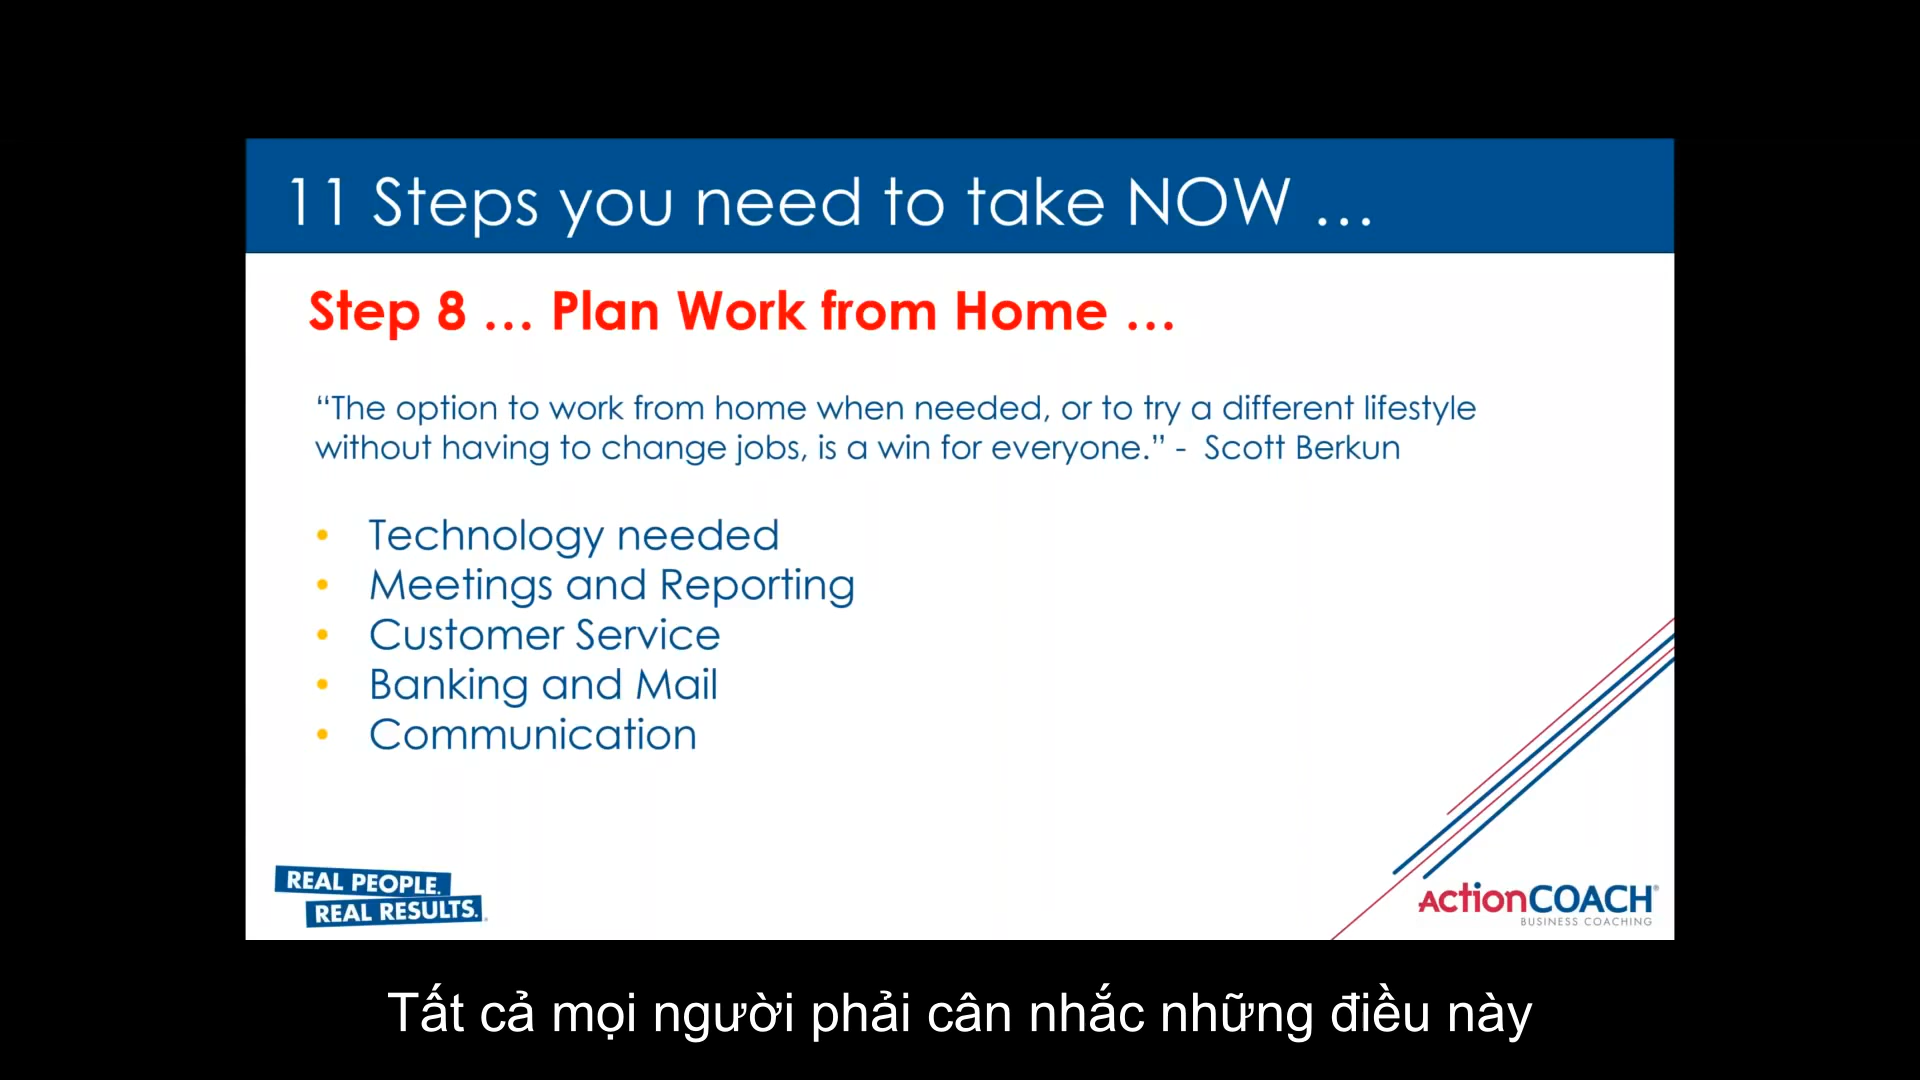 11 Steps you need to take NOW ...
Step 8 ... Plan Work from Home ...
“The option to work from home when needed, or to try a different lifestyle
without having to change jobs, is a win for everyone.” - Scott Berkun
• Technology needed
• Meetings and Reporting
• Customer Service
• Banking and Mail
• Communication
REAL PEOPLE.
REAL RESULTS.
ActionCOACH®
BUSINESS COACHING
Tất cả mọi người phải cân nhắc những điều này